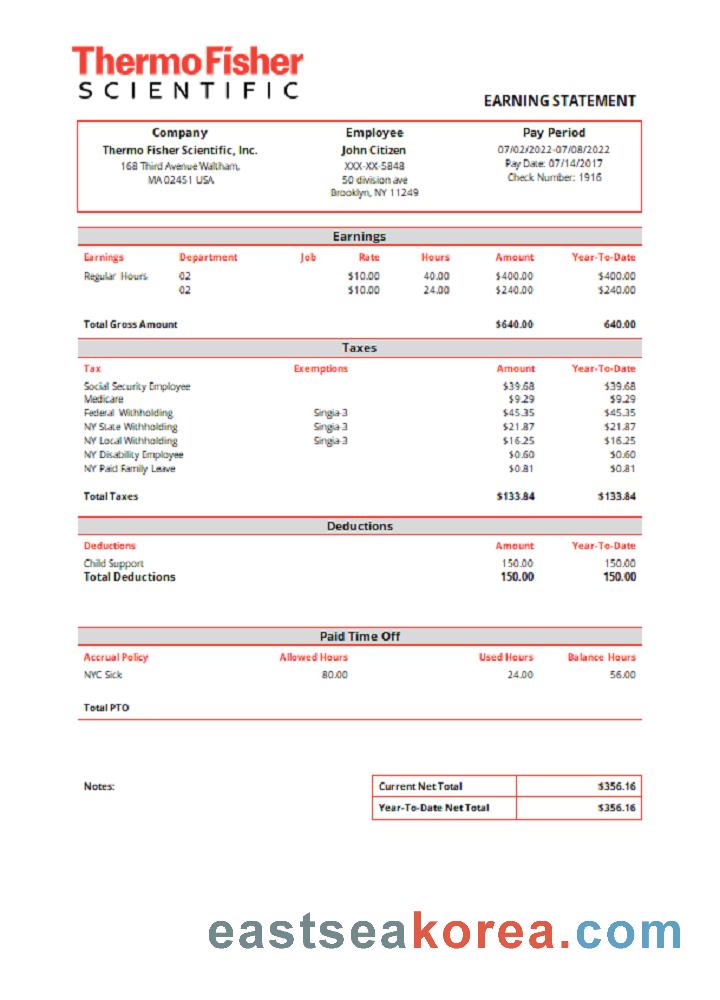 ThermoFisher
SCIENTIFIC
EARNING STATEMENT
Company Employee Pay Period
Thermo Fisher Scientific, Inc. John Citizen 07/02/2022-07/08/2022
168 Third Avenue Waltham, XXX-XX-5848 Pay Date: 07/14/2017
MA 02451 USA 50 division ave Check Number: 1916
Brooklyn, NY 11249
Earnings
Earnings Department Job Rate Hours Amount Year-To-Date
Regular Hours 02 $10.00 40.00 $400.00 $400.00
02 $10.00 24.00 $240.00 $240.00
Total Gross Amount $640.00 640.00
Taxes
Tax Exemptions Amount Year-To-Date
Social Security Employee $39.68 $39.68
Medicare $9.29 $9.29
Federal Withholding Singia-3 $45.35 $45.35
NY State Withholding Singia-3 $21.87 $21.87
NY Local Withholding Singia-3 $16.25 $16.25
NY Disability Employee $0.60 $0.60
NY Paid Family Leave $0.81 $0.81
Total Taxes $133.84 $133.84
Deductions
Deductions Amount Year-To-Date
Child Support 150.00 150.00
Total Deductions 150.00 150.00
Paid Time Off
Accrual Policy Allowed Hours Used Hours Balance Hours
NYC Sick 80.00 24.00 56.00
Total PTO
Notes: Current Net Total $356.16
Year-To-Date Net Total $356.16
eastseakorea.com